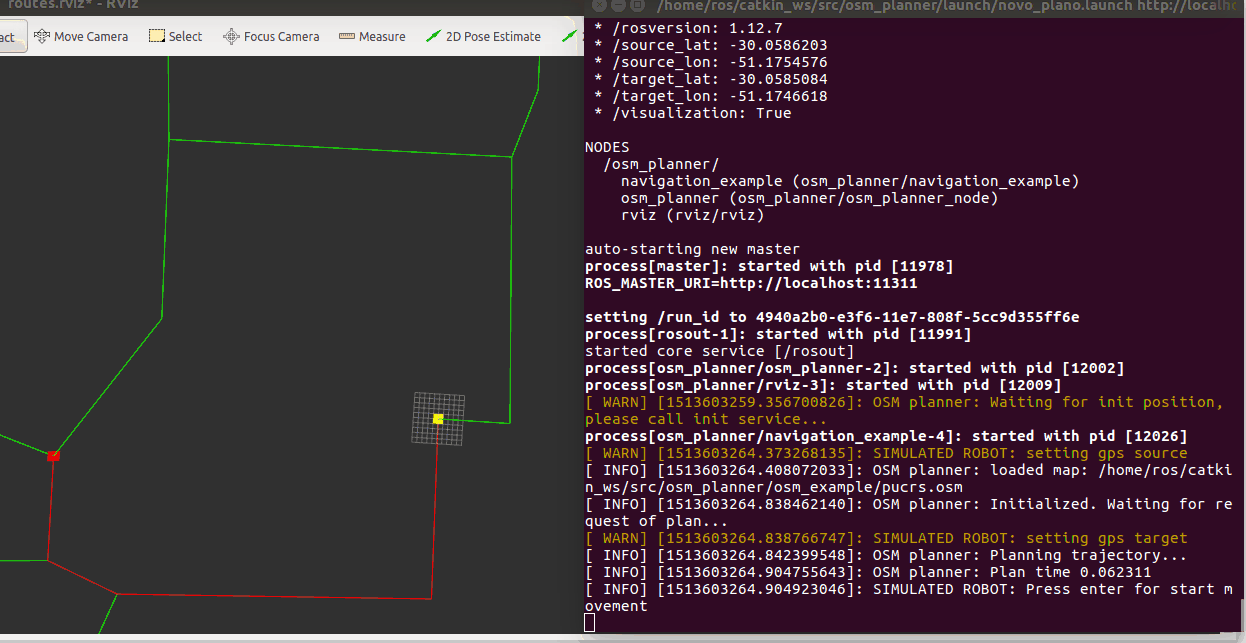 routes.rviz* - RViz
act Move Camera Select Focus Camera Measure 2D Pose Estimate
/home/ros/catkin_ws/src/osm_planner/launch/novo_plano.launch http://localho
* /rosversion: 1.12.7
* /source_lat: -30.0586203
* /source_lon: -51.1754576
* /target_lat: -30.0585084
* /target_lon: -51.1746618
* /visualization: True
NODES
/osm_planner/
navigation_example (osm_planner/navigation_example)
osm_planner (osm_planner/osm_planner_node)
rviz (rviz/rviz)
auto-starting new master
process[master]: started with pid [11978]
ROS_MASTER_URI=http://localhost:11311
setting /run_id to 4940a2b0-e3f6-11e7-808f-5cc9d355ff6e
process[rosout-1]: started with pid [11991]
started core service [/rosout]
process[osm_planner/osm_planner-2]: started with pid [12002]
process[osm_planner/rviz-3]: started with pid [12009]
[ WARN] [1513603259.356700826]: OSM planner: Waiting for init position,
please call init service...
process[osm_planner/navigation_example-4]: started with pid [12026]
[ WARN] [1513603264.373268135]: SIMULATED ROBOT: setting gps source
[ INFO] [1513603264.408072033]: OSM planner: loaded map: /home/ros/catki
n_ws/src/osm_planner/osm_example/pucrs.osm
[ INFO] [1513603264.838462140]: OSM planner: Initialized. Waiting for re
quest of plan...
[ WARN] [1513603264.838766747]: SIMULATED ROBOT: setting gps target
[ INFO] [1513603264.842399548]: OSM planner: Planning trajectory...
[ INFO] [1513603264.904755643]: OSM planner: Plan time 0.062311
[ INFO] [1513603264.904923046]: SIMULATED ROBOT: Press enter for start m
ovement